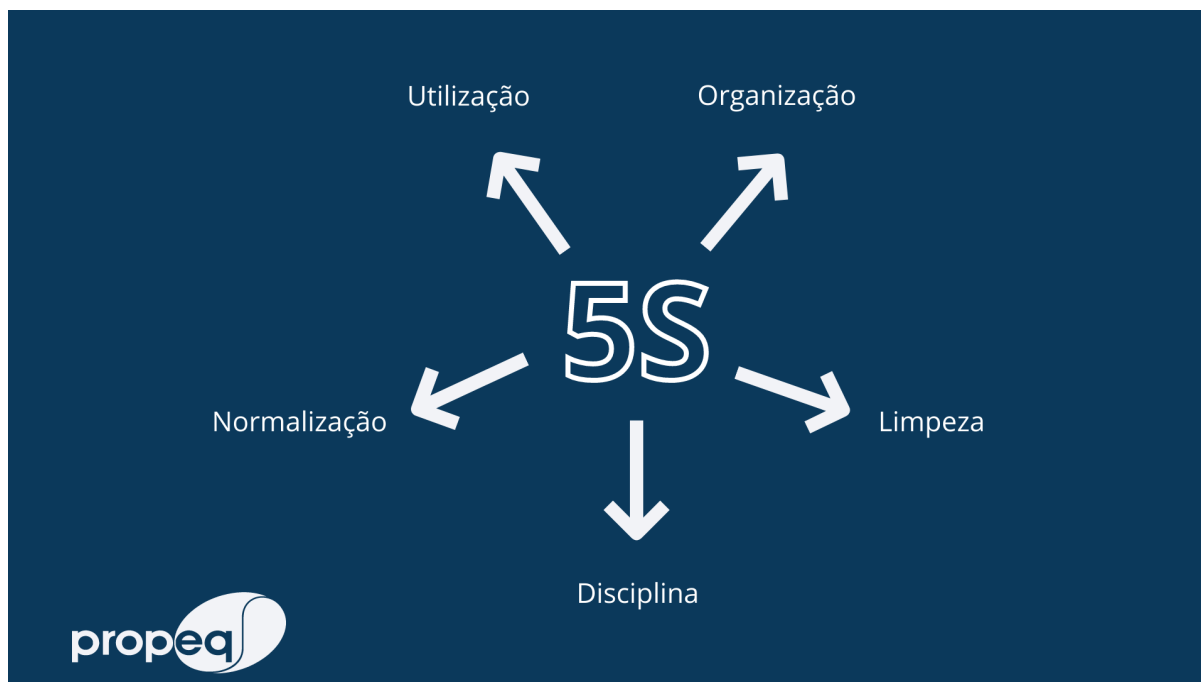 Utilização
Organização
5S
Normalização
Limpeza
Disciplina
propeq